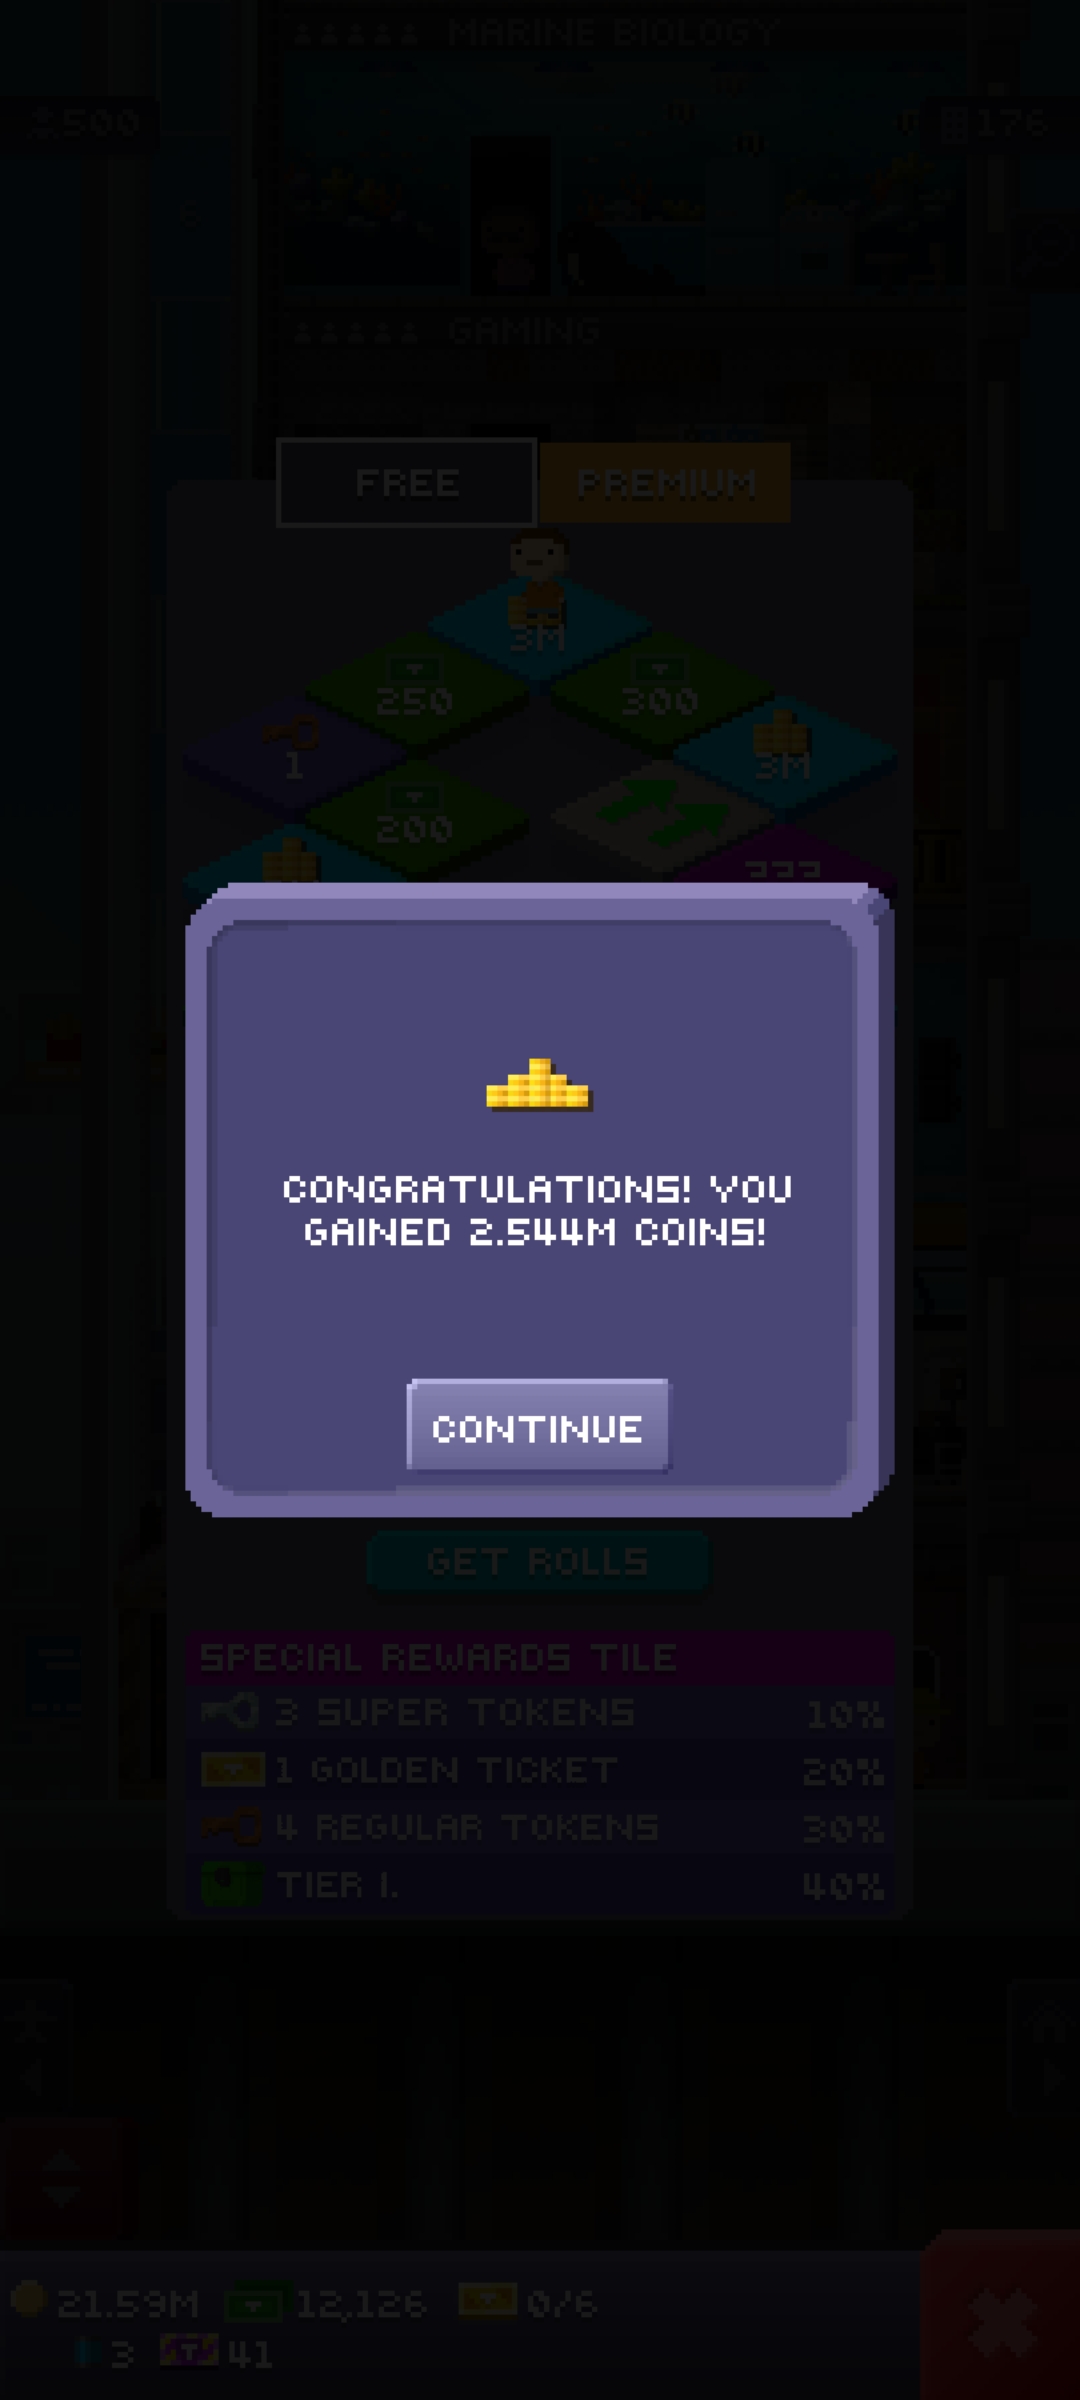 MARINE BIOLOGY
500
176
6
GAMING
FREE
PREMIUM
3M
250
300
1
3M
200
???
CONGRATULATIONS! YOU
GAINED 2.544M COINS!
CONTINUE
GET ROLLS
SPECIAL REWARDS TILE
3 SUPER TOKENS 10%
1 GOLDEN TICKET 20%
4 REGULAR TOKENS 30%
TIER 1. 40%
21.59M 12,126 0/6
3 41